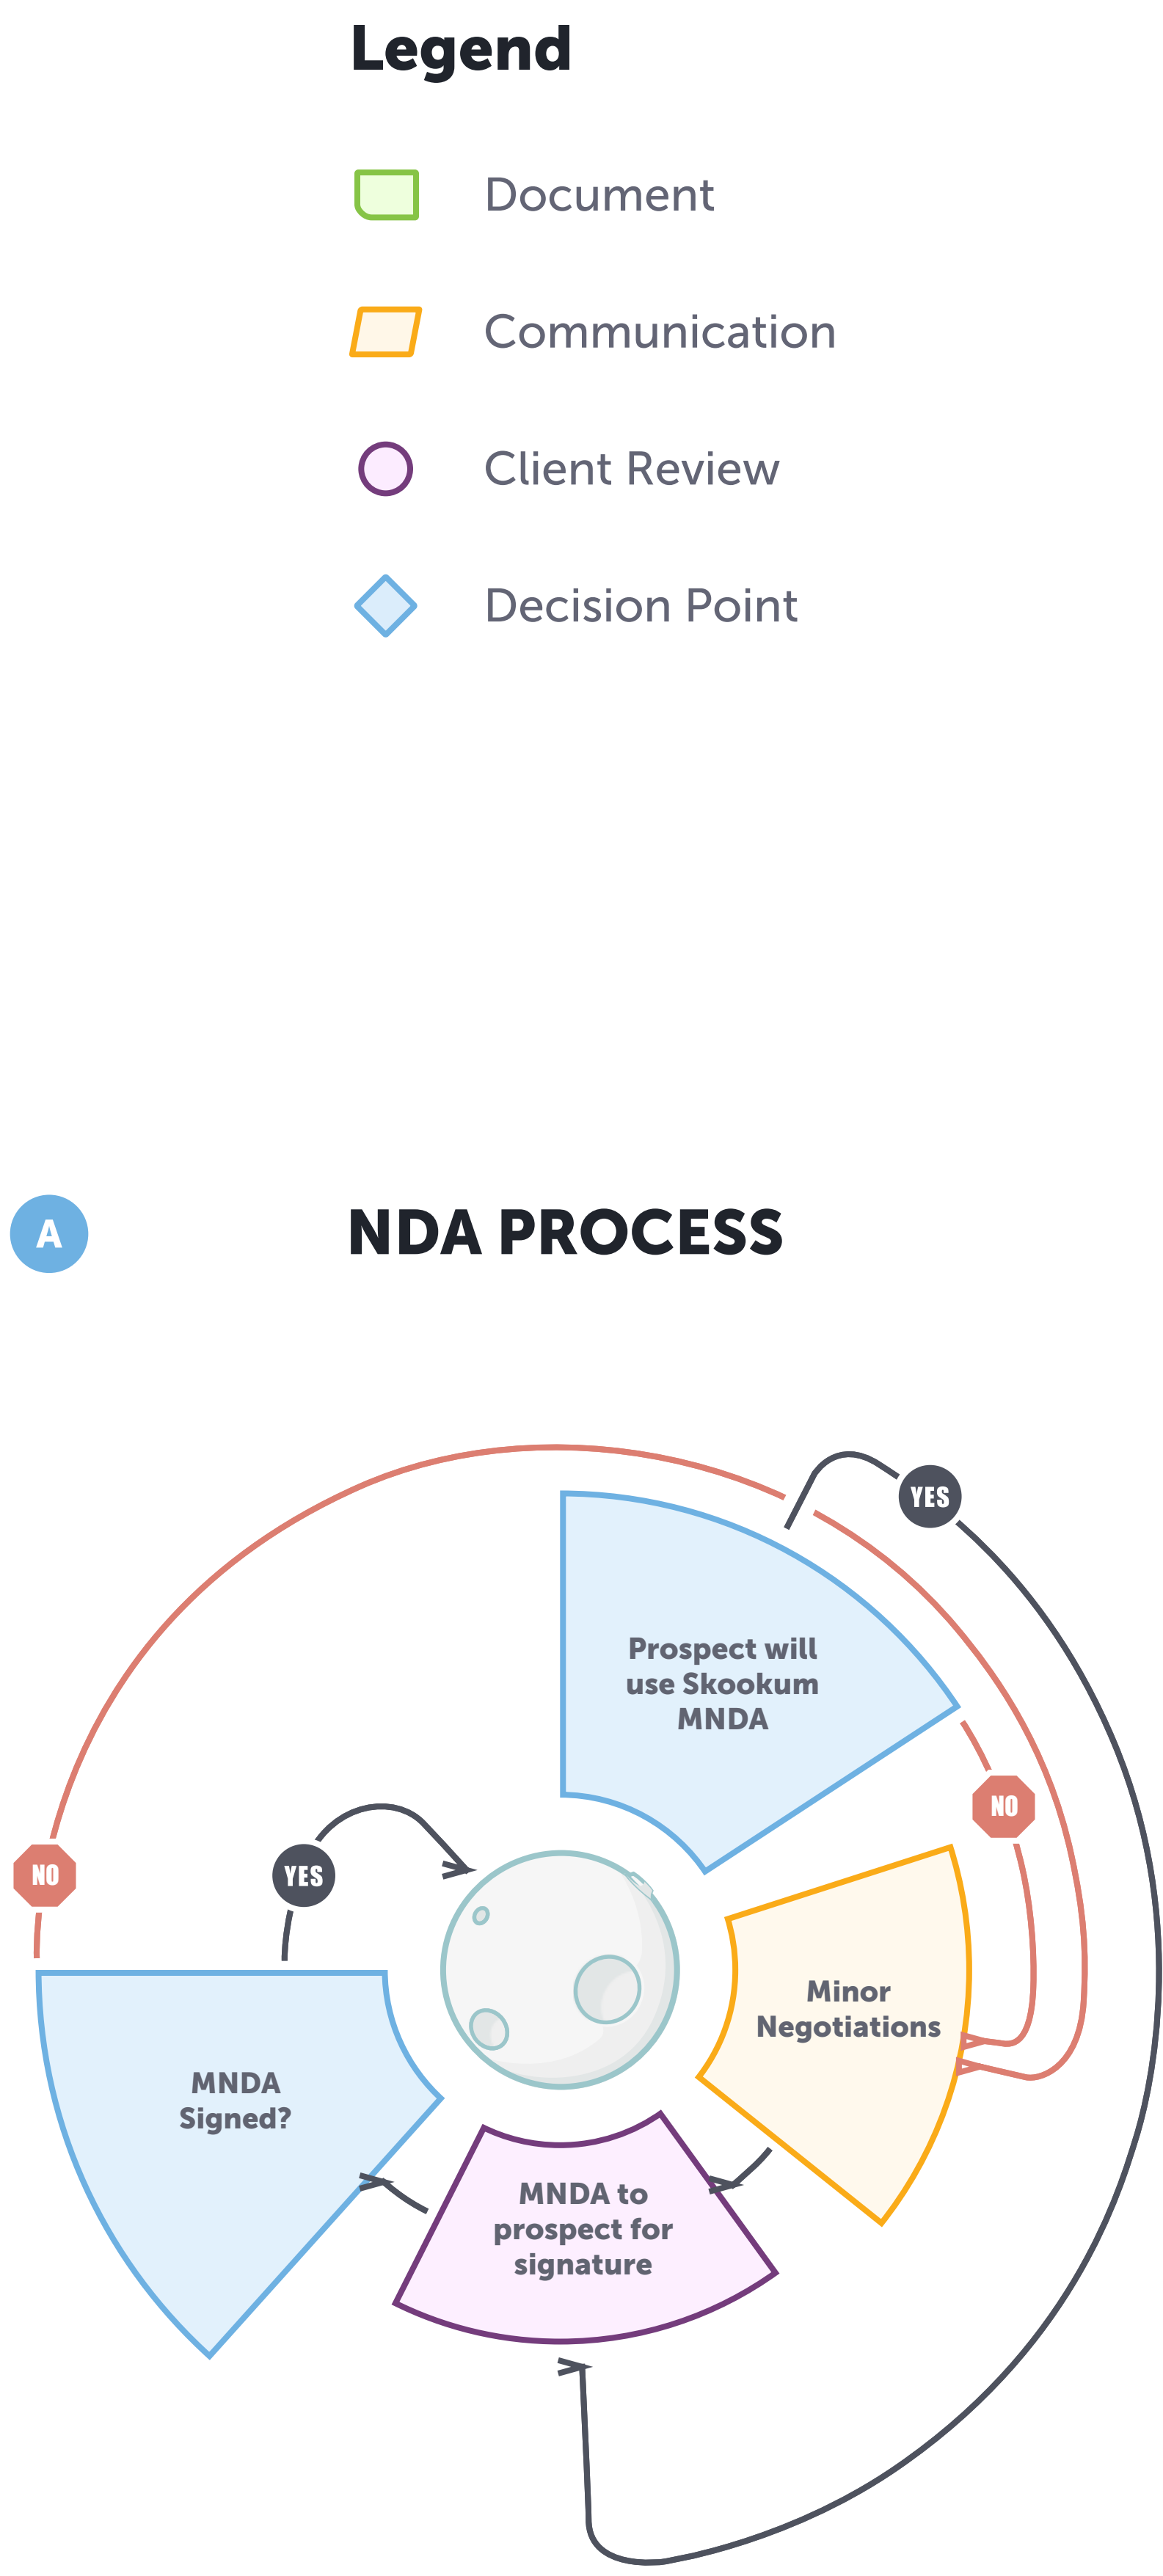 Legend
Document
Communication
Client Review
Decision Point
A
NDA PROCESS
YES
Prospect will
use Skookum
MNDA
NO
NO
YES
Minor
Negotiations
MNDA
Signed?
MNDA to
prospect for
signature